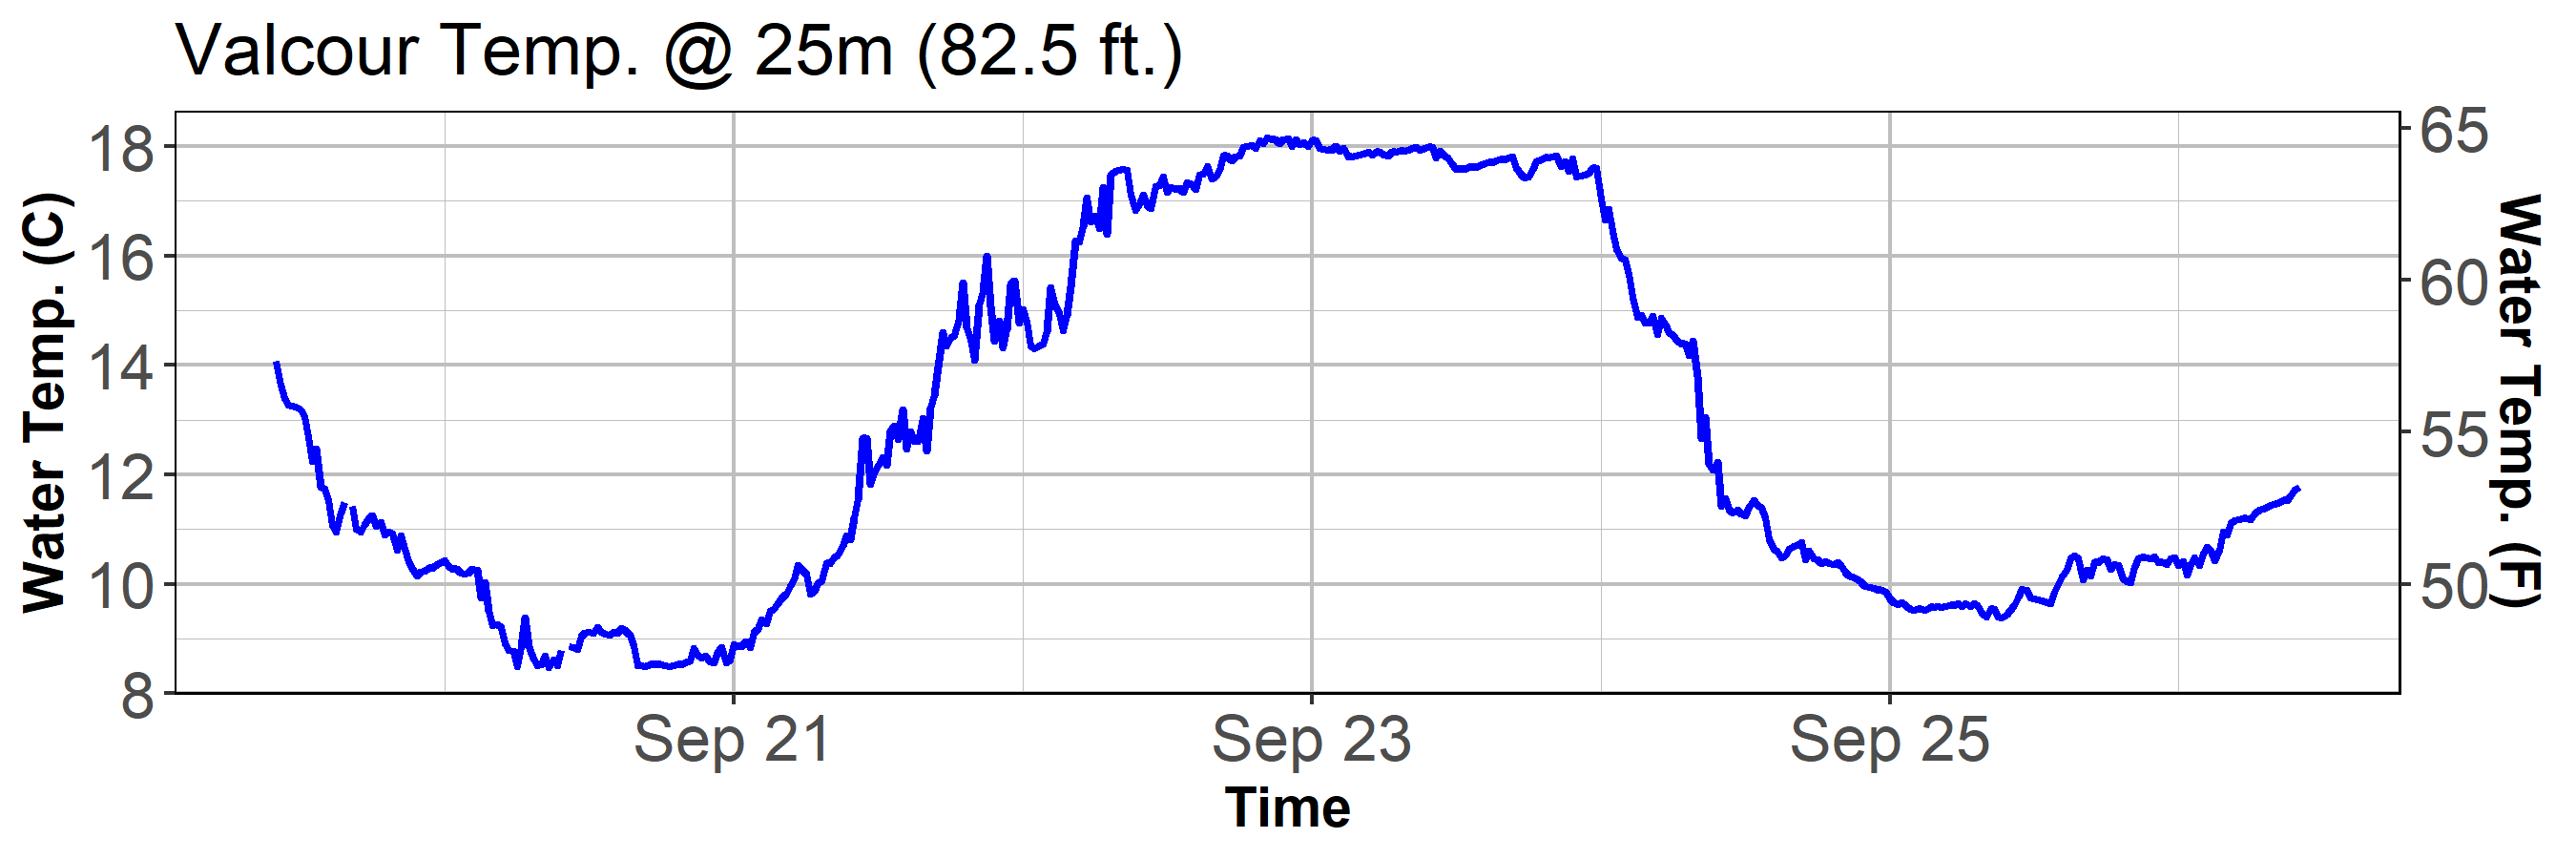 Valcour Temp. @ 25m (82.5 ft.)
Water Temp. (C)
18
16
14
12
10
8
65
60
55
50
Water Temp. (F)
Sep 21 Sep 23 Sep 25
Time